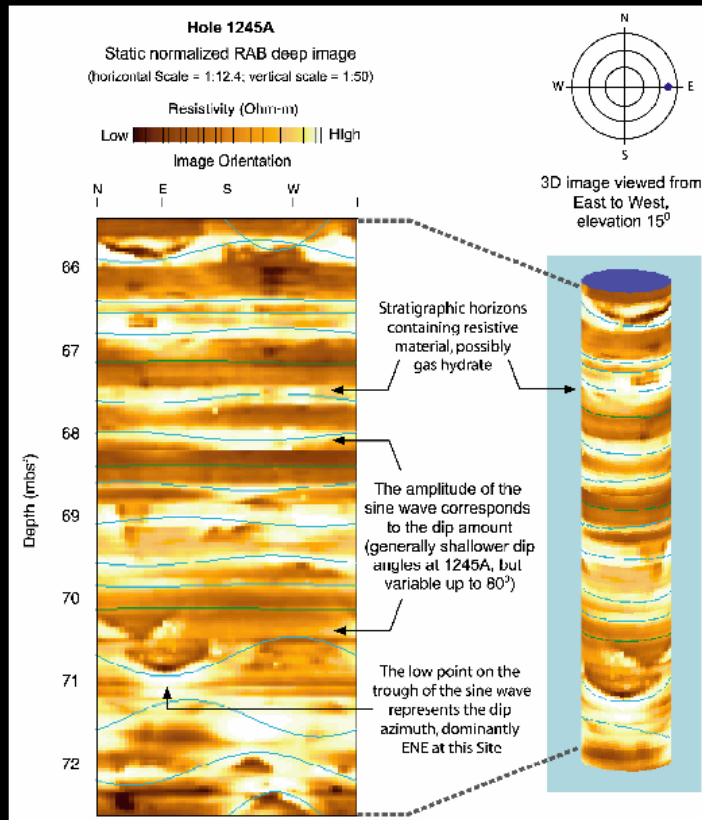 Hole 1245A
Static normalized RAB deep image
(horizontal Scale = 1:12.4; vertical scale = 1:50)
Resistivity (Ohm-m)
Low
HIgh
Image Orientation
N
E
S
W
N
W
E
S
3D image viewed from
East to West,
elevation 15⁰
66
67
68
69
70
71
72
Depth (mbsf)
Stratigraphic horizons
containing resistive
material, possibly
gas hydrate
The amplitude of the
sine wave corresponds
to the dip amount
(generally shallower dip
angles at 1245A, but
variable up to 80⁰)
The low point on the
trough of the sine wave
represents the dip
azimuth, dominantly
ENE at this Site